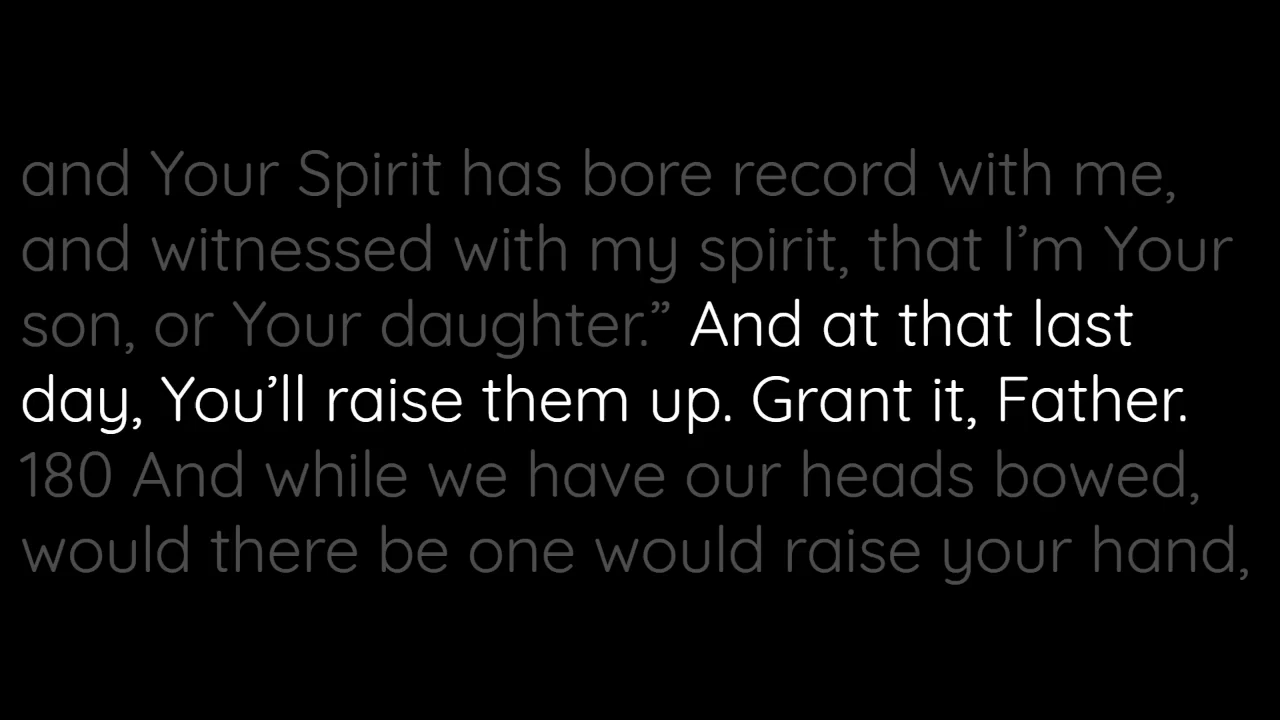 and Your Spirit has bore record with me,
and witnessed with my spirit, that I’m Your
son, or Your daughter.” And at that last
day, You’ll raise them up. Grant it, Father.
180 And while we have our heads bowed,
would there be one would raise your hand,